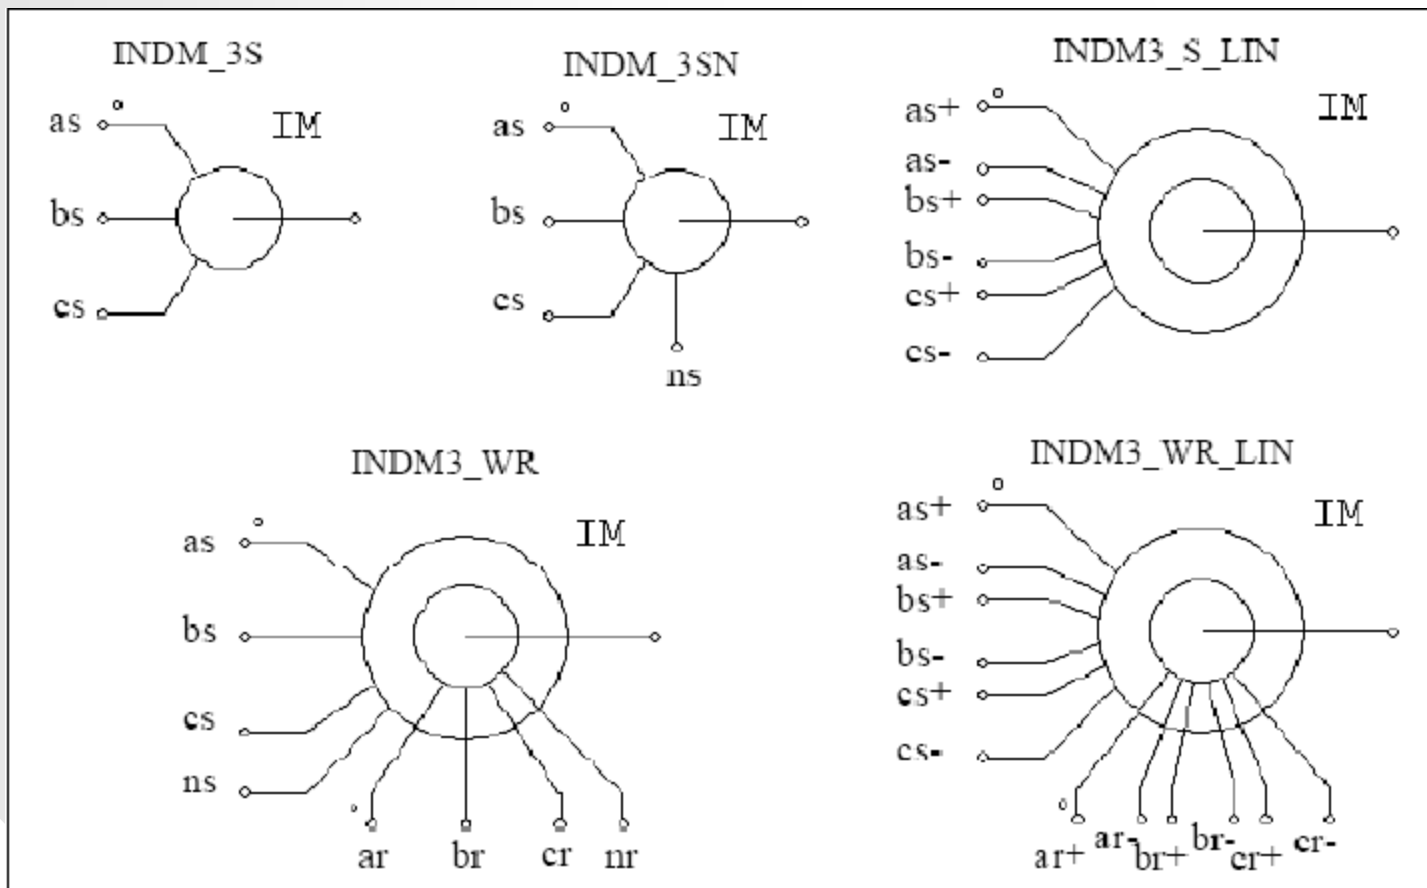 INDM_3S
as
IM
bs
cs
INDM_3SN
as
IM
bs
cs
ns
INDM3_S_LIN
as+
IM
as-
bs+
bs-
cs+
cs-
INDM3_WR
as
IM
bs
cs
ns
ar
br
cr
nr
INDM3_WR_LIN
as+
IM
as-
bs+
bs-
cs+
cs-
ar+
ar-
br+
br-
cr+
cr-